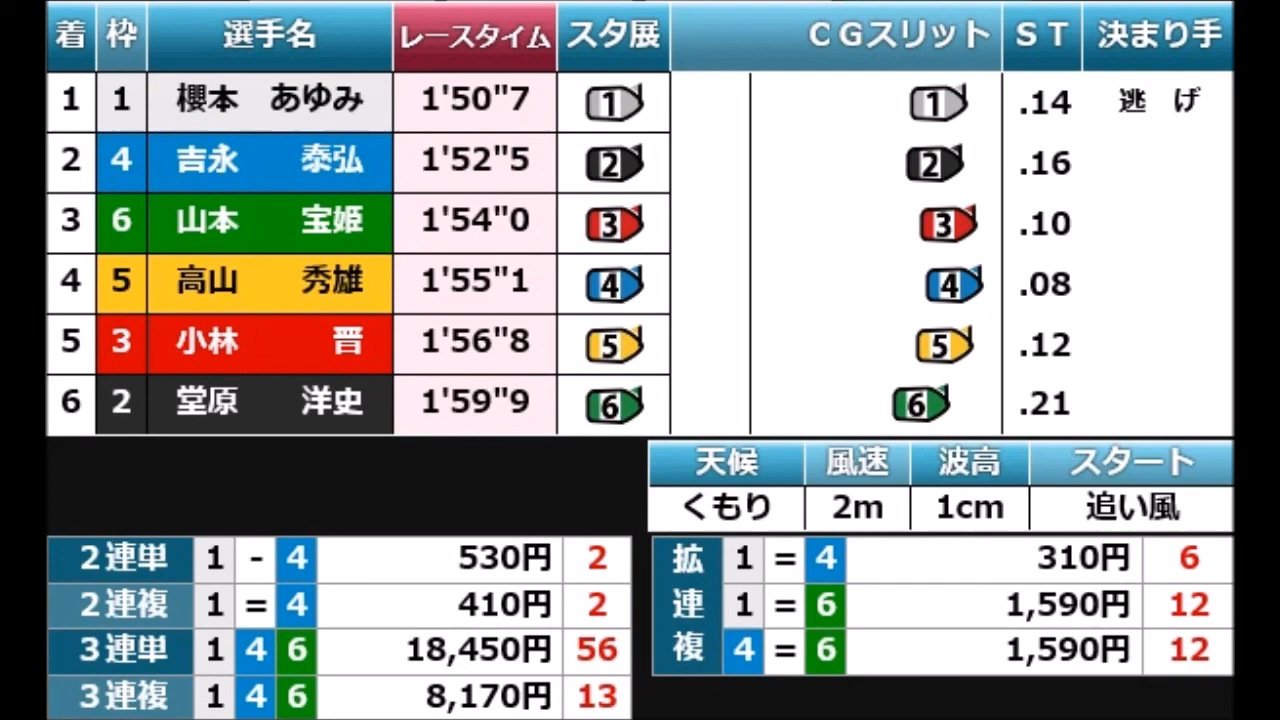 着 枠 選手名 レースタイム スタ展 CGスリット ST 決まり手
1 1 櫻本 あゆみ 1'50"7 1 1 .14 逃げ
2 4 吉永 泰弘 1'52"5 2 2 .16
3 6 山本 宝姫 1'54"0 3 3 .10
4 5 高山 秀雄 1'55"1 4 4 .08
5 3 小林 晋 1'56"8 5 5 .12
6 2 堂原 洋史 1'59"9 6 6 .21
天候 風速 波高 スタート
くもり 2m 1cm 追い風
2連単 1 - 4 530円 2
2連複 1 = 4 410円 2
3連単 1 4 6 18,450円 56
3連複 1 4 6 8,170円 13
拡 1 = 4 310円 6
連 1 = 6 1,590円 12
複 4 = 6 1,590円 12